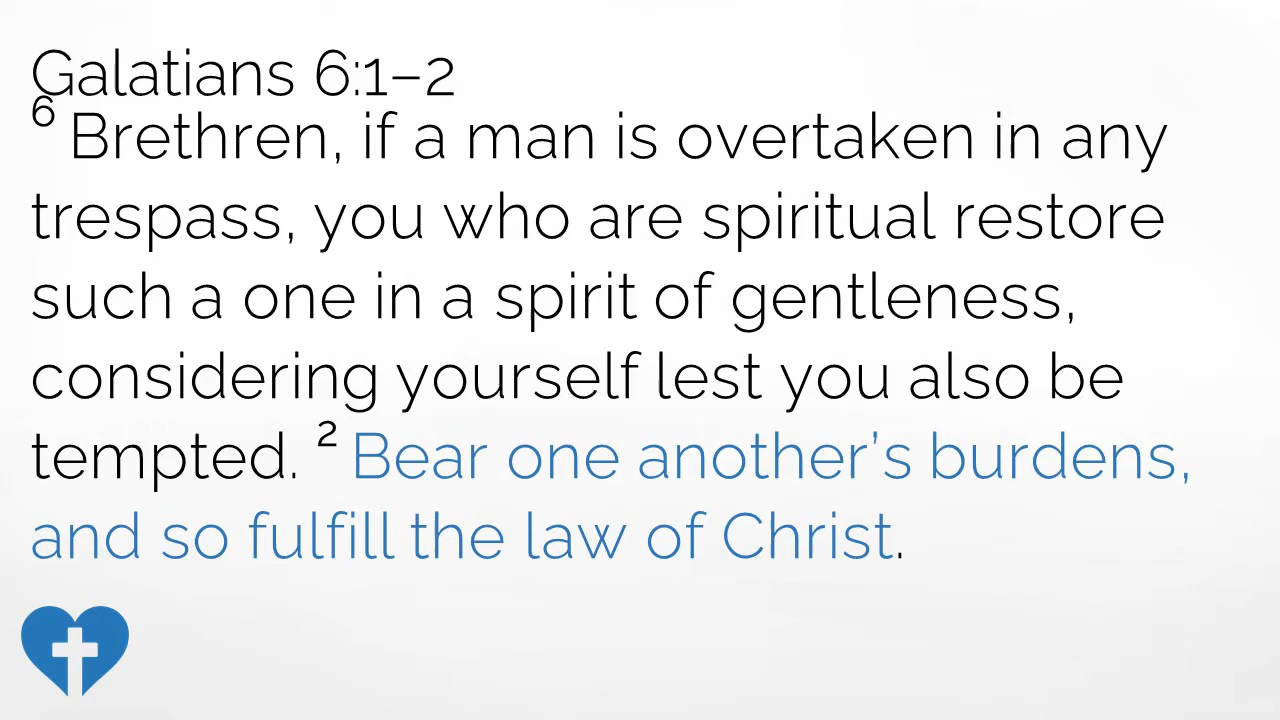 Galatians 6:1–2
6 Brethren, if a man is overtaken in any
trespass, you who are spiritual restore
such a one in a spirit of gentleness,
considering yourself lest you also be
tempted. 2 Bear one another’s burdens,
and so fulfill the law of Christ.